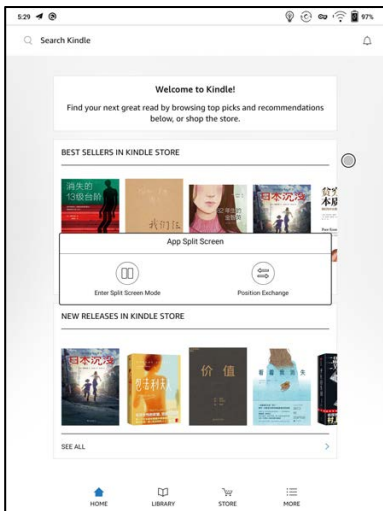 5:29
97%
Search Kindle
Welcome to Kindle!
Find your next great read by browsing top picks and recommendations
below, or shop the store.
BEST SELLERS IN KINDLE STORE
消失的
13级台阶
我们仨
日本沉没
App Split Screen
Enter Split Screen Mode
Position Exchange
NEW RELEASES IN KINDLE STORE
日本沉没
价值
SEE ALL
HOME
LIBRARY
STORE
MORE